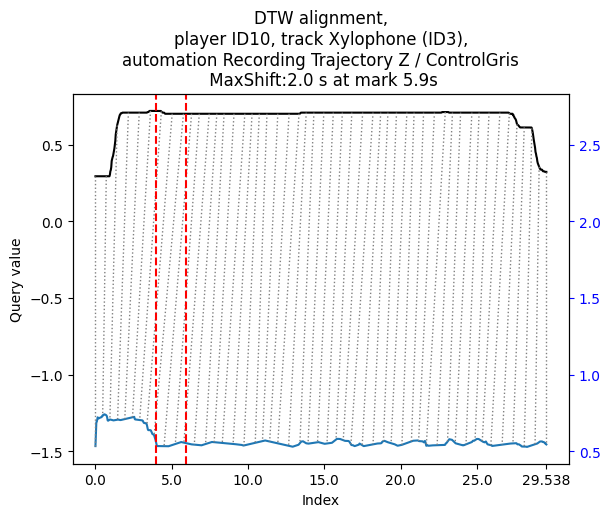 DTW alignment,
player ID10, track Xylophone (ID3),
automation Recording Trajectory Z / ControlGris
MaxShift:2.0 s at mark 5.9s
Query value
0.5
0.0
−0.5
−1.0
−1.5
2.5
2.0
1.5
1.0
0.5
0.0 5.0 10.0 15.0 20.0 25.0 29.538
Index